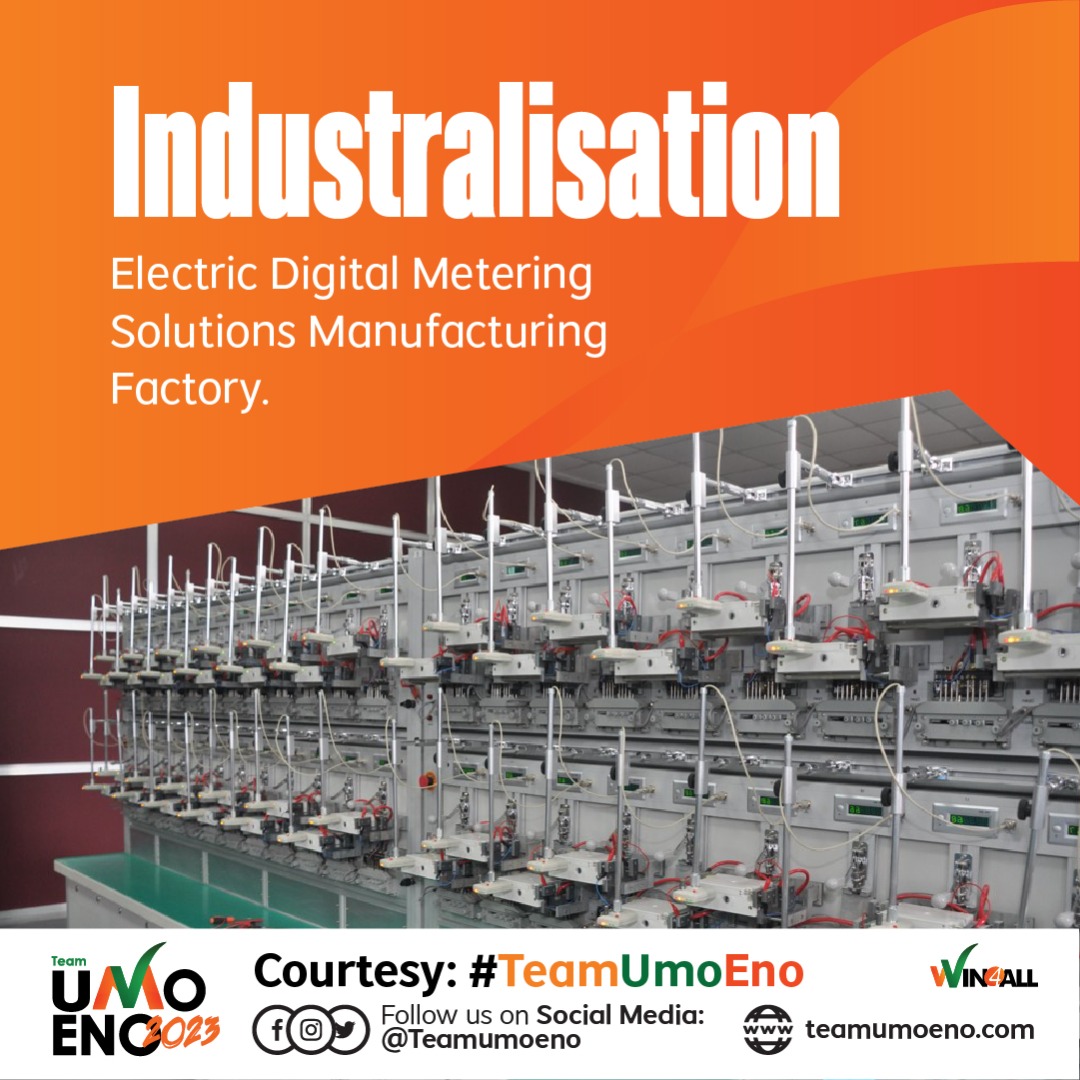 Industralisation
Electric Digital Metering
Solutions Manufacturing
Factory.
Team
UMO
ENO 2023
Courtesy: #TeamUmoEno
Follow us on Social Media:
@Teamumoeno
www
teamumoeno.com
WIN4ALL